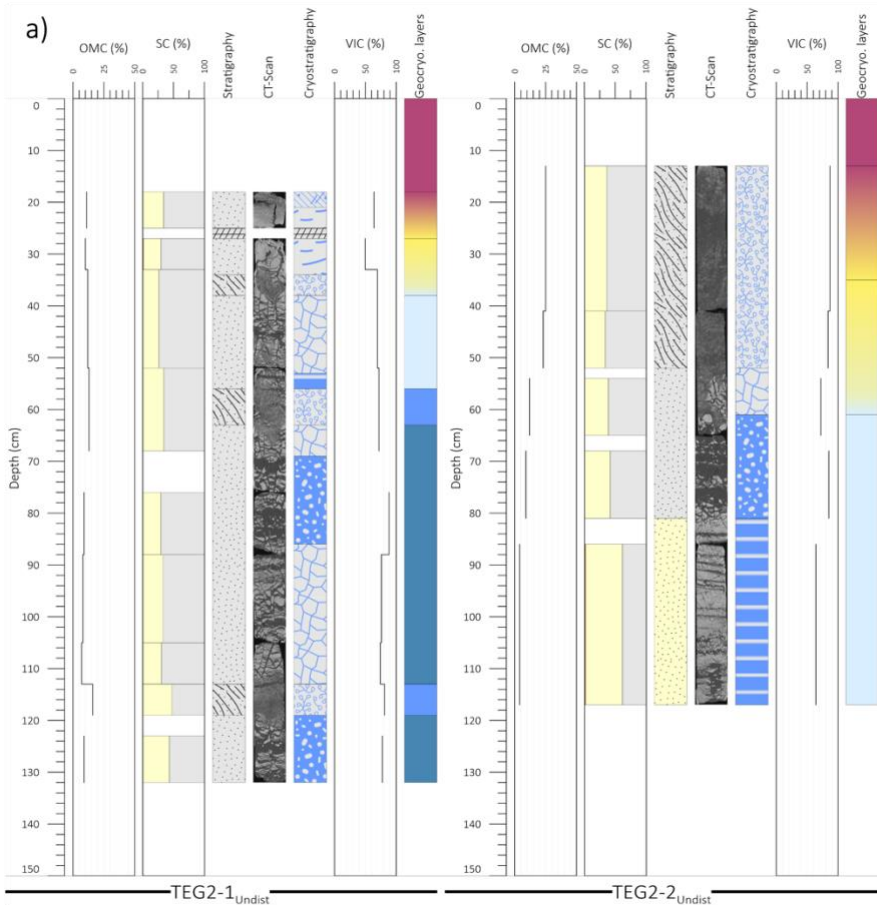 a)
OMC (%)
SC (%)
Stratigraphy
CT-Scan
Cryostratigraphy
VIC (%)
Geocryo. layers
OMC (%)
SC (%)
Stratigraphy
CT-Scan
Cryostratigraphy
VIC (%)
Geocryo. layers
0 25 50
0 50 100
0 50 100
0 25 50
0 50 100
0 50 100
Depth (cm)
0
10
20
30
40
50
60
70
80
90
100
110
120
130
140
150
Depth (cm)
0
10
20
30
40
50
60
70
80
90
100
110
120
130
140
150
TEG2-1Undist
TEG2-2Undist